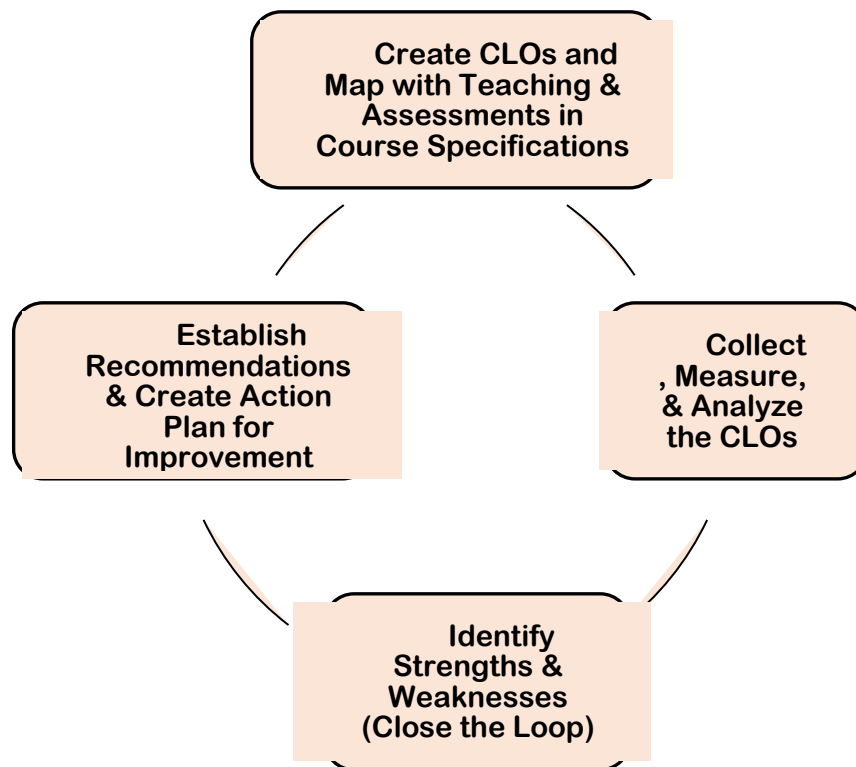 Create CLOs and
Map with Teaching &
Assessments in
Course Specifications
Establish
Recommendations
& Create Action
Plan for
Improvement
Collect
, Measure,
& Analyze
the CLOs
Identify
Strengths &
Weaknesses
(Close the Loop)